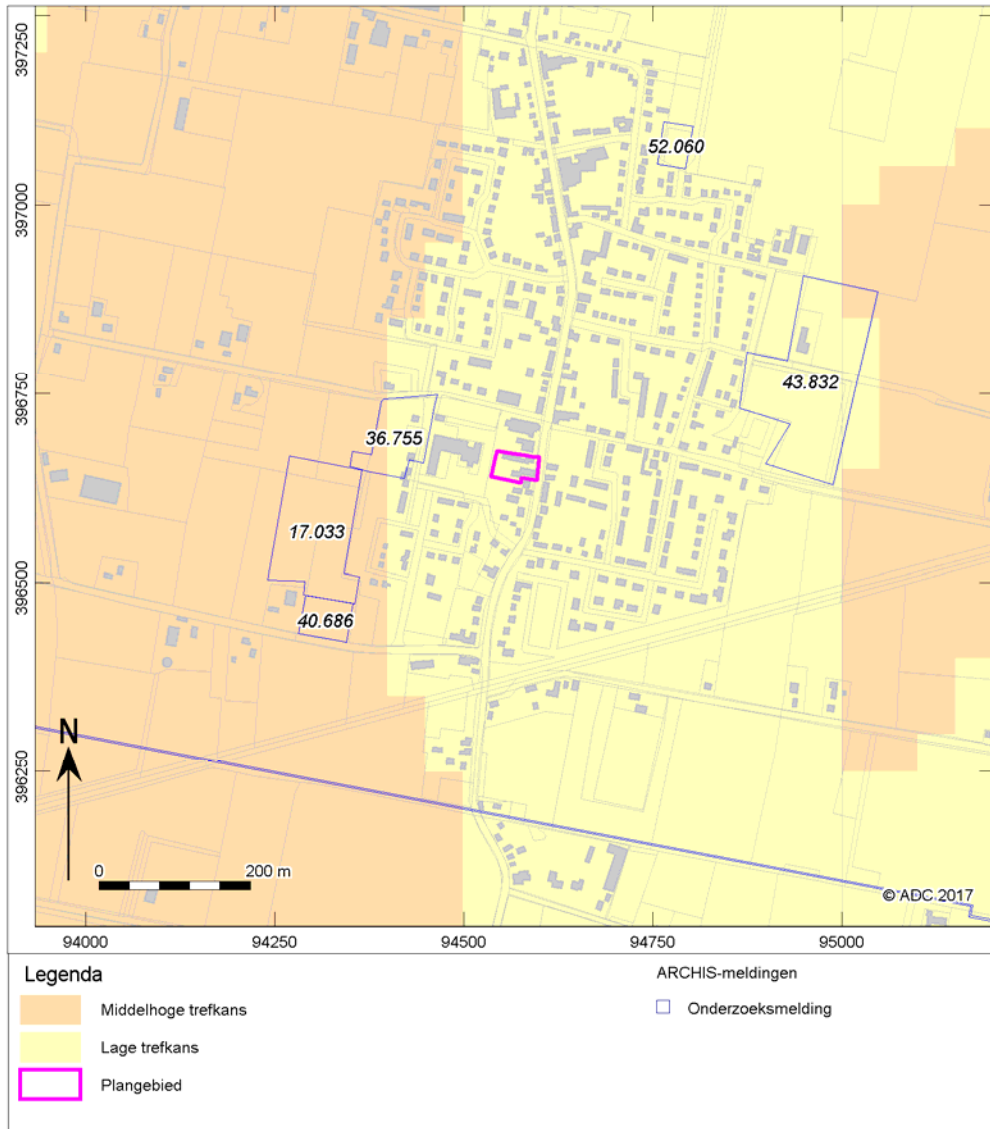 397250
52.060
397000
43.832
396750
36.755
17.033
396500
40.686
396250
N
0 200 m
© ADC 2017
94000 94250 94500 94750 95000
Legenda
ARCHIS-meldingen
Middelhoge trefkans
Onderzoeksmelding
Lage trefkans
Plangebied